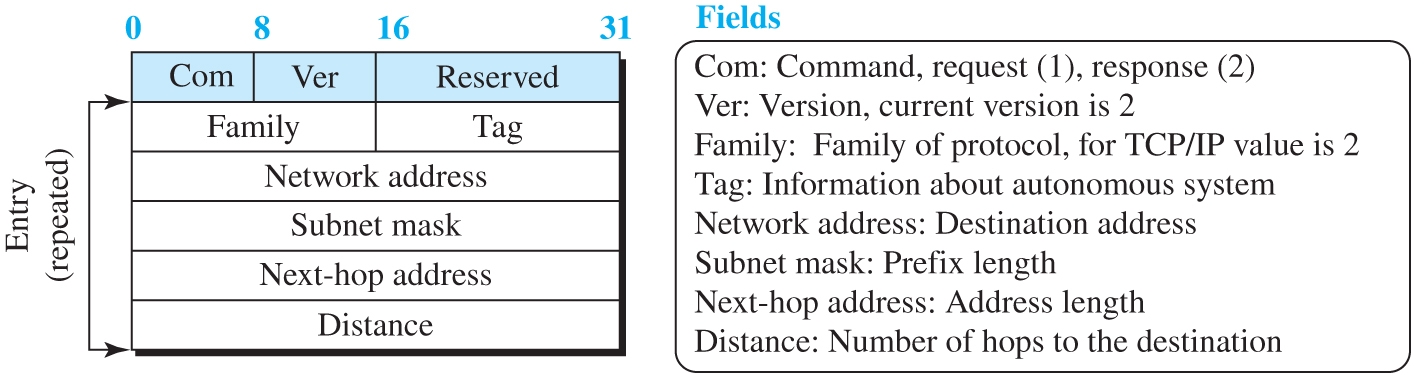 0 8 16 31
Com Ver Reserved
Family Tag
Network address
Subnet mask
Next-hop address
Distance
Entry
(repeated)
Fields
Com: Command, request (1), response (2)
Ver: Version, current version is 2
Family: Family of protocol, for TCP/IP value is 2
Tag: Information about autonomous system
Network address: Destination address
Subnet mask: Prefix length
Next-hop address: Address length
Distance: Number of hops to the destination